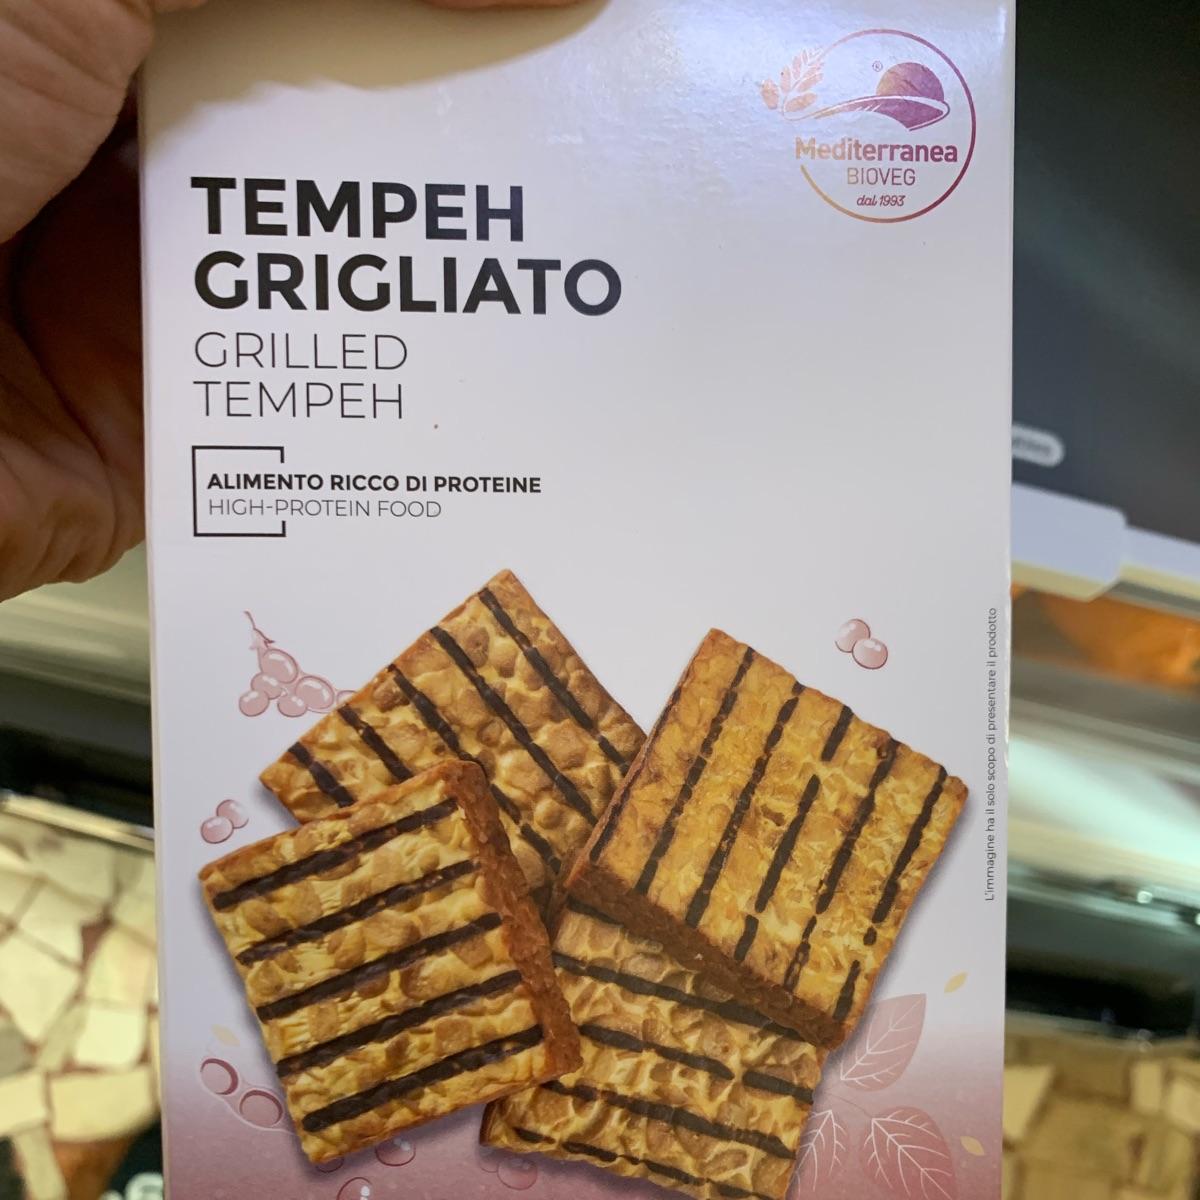 Mediterranea
BIOVEG
dal 1993
TEMPEH
GRIGLIATO
GRILLED
TEMPEH
ALIMENTO RICCO DI PROTEINE
HIGH-PROTEIN FOOD
L'immagine ha il solo scopo di presentare il prodotto